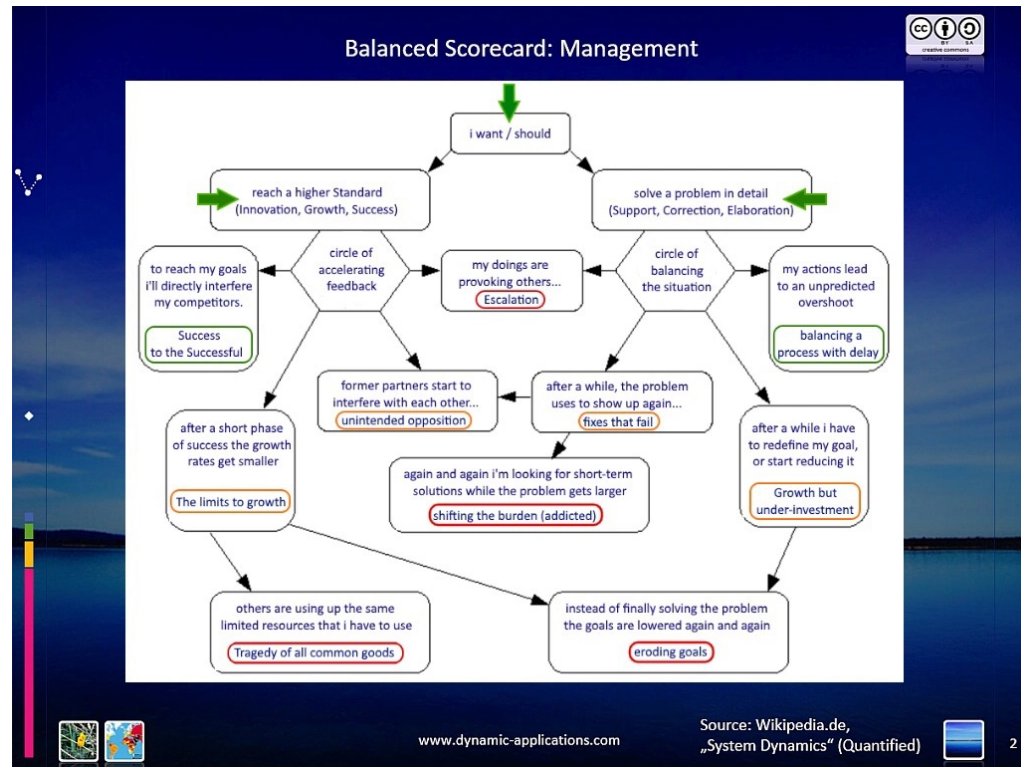 Balanced Scorecard: Management
cc
BY
SA
creative commons
i want / should
reach a higher Standard
(Innovation, Growth, Success)
solve a problem in detail
(Support, Correction, Elaboration)
to reach my goals
i'll directly interfere
my competitors.
Success
to the Successful
circle of
accelerating
feedback
my doings are
provoking others...
Escalation
circle of
balancing
the situation
my actions lead
to an unpredicted
overshoot
balancing a
process with delay
former partners start to
interfere with each other...
unintended opposition
after a while, the problem
uses to show up again...
fixes that fail
after a short phase
of success the growth
rates get smaller
The limits to growth
again and again i'm looking for short-term
solutions while the problem gets larger
shifting the burden (addicted)
after a while i have
to redefine my goal,
or start reducing it
Growth but
under-investment
others are using up the same
limited resources that i have to use
Tragedy of all common goods
instead of finally solving the problem
the goals are lowered again and again
eroding goals
www.dynamic-applications.com
Source: Wikipedia.de,
„System Dynamics“ (Quantified)
2